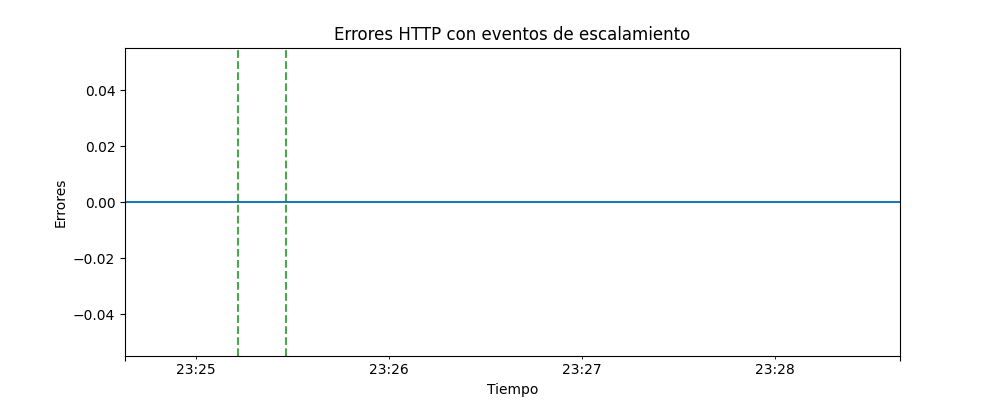 Errores HTTP con eventos de escalamiento
0.04
0.02
0.00
−0.02
−0.04
Errores
23:25 23:26 23:27 23:28
Tiempo